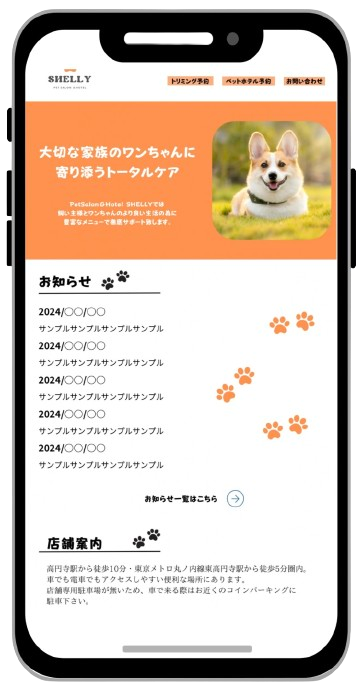 SHELLY
PET SALON & HOTEL
トリミング予約 ペットホテル予約 お問い合わせ
大切な家族のワンちゃんに
寄り添うトータルケア
PetSalon&Hotel SHELLYでは
飼い主様とワンちゃんのより良い生活の為に
豊富なメニューで最善サポート致します。
お知らせ
2024/〇〇/〇〇
サンプルサンプルサンプルサンプル
2024/〇〇/〇〇
サンプルサンプルサンプルサンプル
2024/〇〇/〇〇
サンプルサンプルサンプルサンプル
2024/〇〇/〇〇
サンプルサンプルサンプルサンプル
2024/〇〇/〇〇
サンプルサンプルサンプルサンプル
お知らせ一覧はこちら
店舗案内
高円寺駅から徒歩10分・東京メトロ丸ノ内線東高円寺駅から徒歩5分圏内。
車でも電車でもアクセスしやすい便利な場所にあります。
店舗専用駐車場が無いため、車で来る際はお近くのコインパーキングに
駐車下さい。